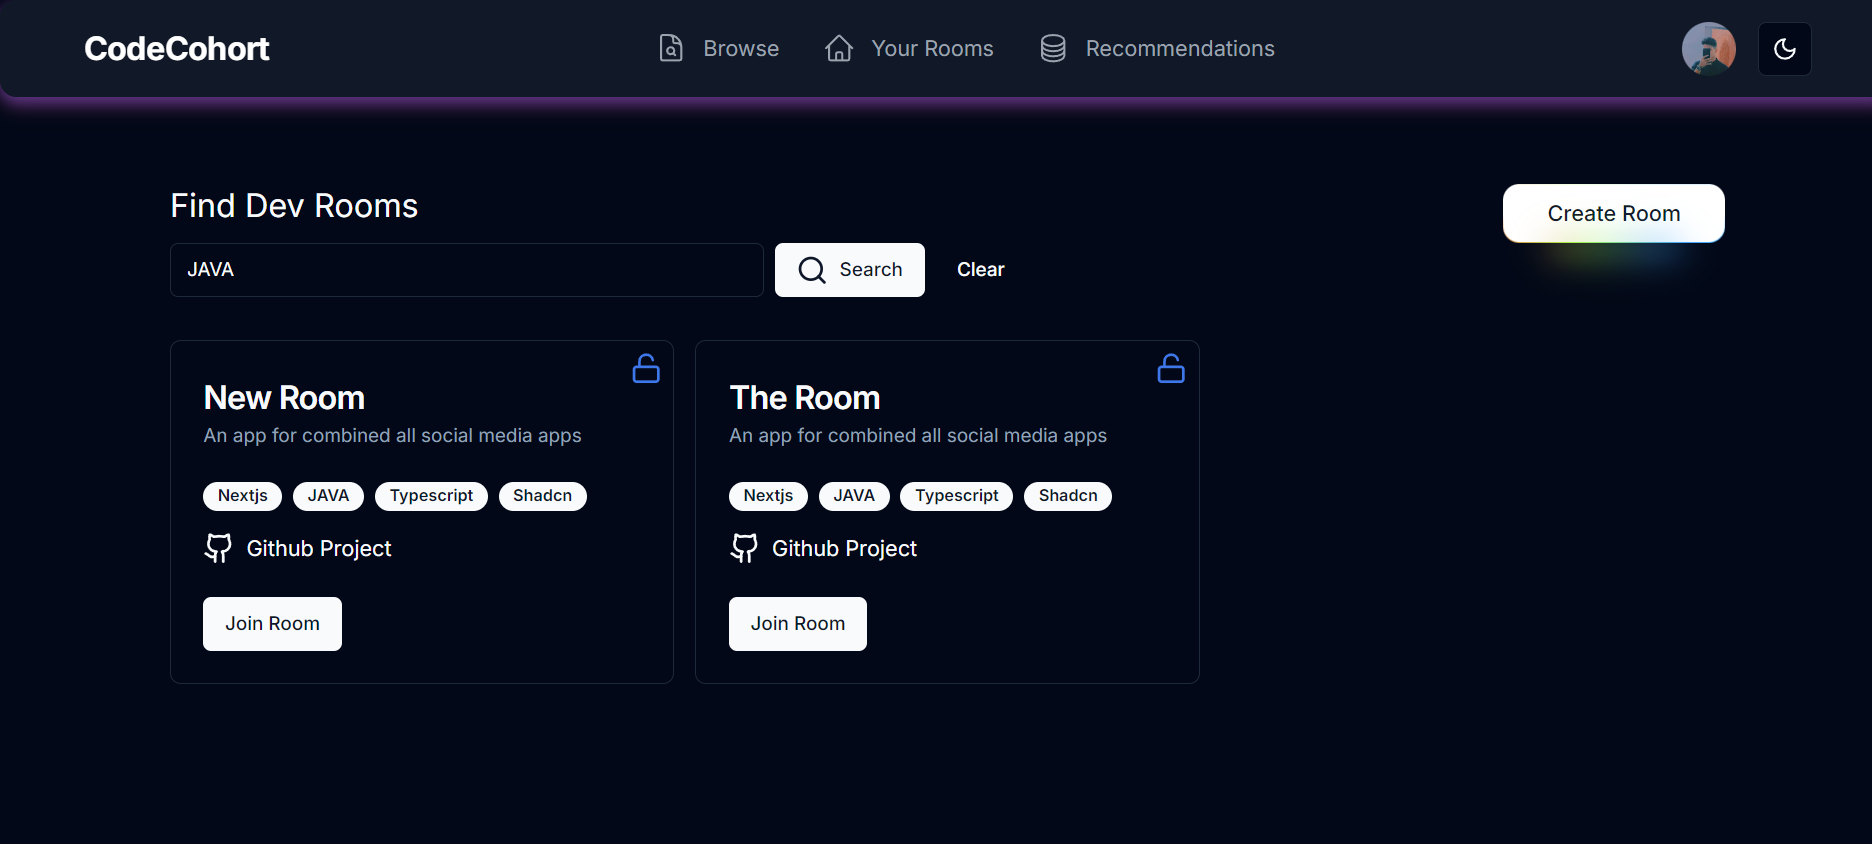 CodeCohort
Browse
Your Rooms
Recommendations
Find Dev Rooms
Create Room
JAVA
Search
Clear
New Room
An app for combined all social media apps
Nextjs JAVA Typescript Shadcn
Github Project
Join Room
The Room
An app for combined all social media apps
Nextjs JAVA Typescript Shadcn
Github Project
Join Room